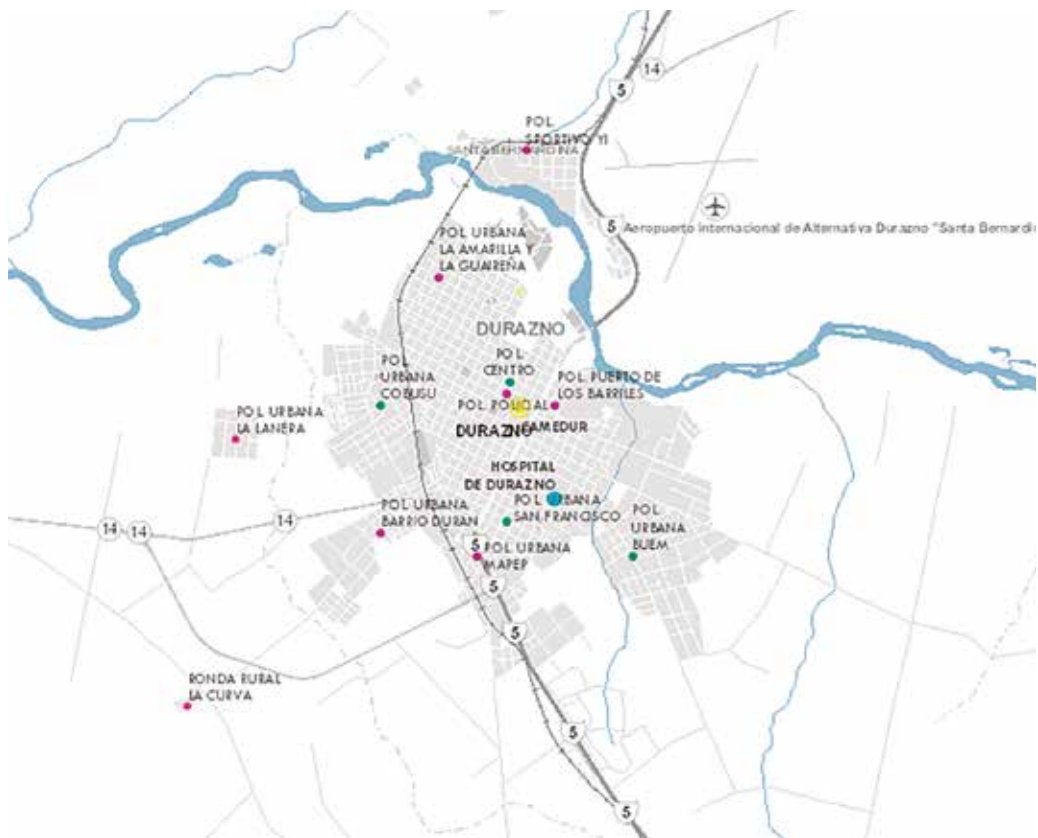 14
5
POL.
SPORTIVO YI
SANTA BERNARDINA
5
Aeropuerto Internacional de Alternativa Durazno "Santa Bernardi
POL. URBANA
LA AMARILLA Y
LA GUAIREÑA
DURAZNO
POL.
CENTRO
POL.
URBANA
COBUSU
POL. PUERTO DE
LOS BARRILES
POL. POLICIAL
POL. URBANA
LA LANERA
DURAZNO
CAMEDUR
HOSPITAL
DE DURAZNO
POL. URBANA
SAN FRANCISCO
POL. URBANA
BARRIO DURAN
POL.
URBANA
BUEM
14
14
14
5
POL. URBANA
MAPEP
5
5
RONDA RURAL
LA CURVA
5
5